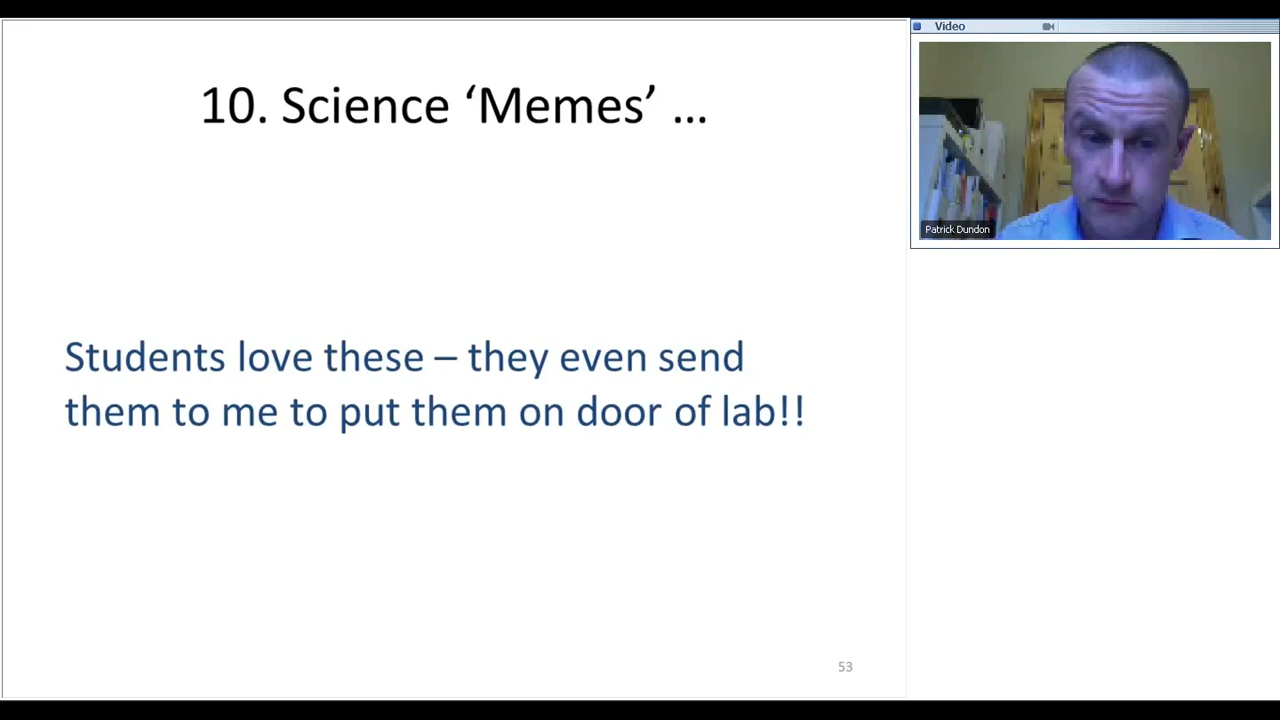 10. Science ‘Memes’ ...
Students love these – they even send
them to me to put them on door of lab!!
53
Video
Patrick Dundon